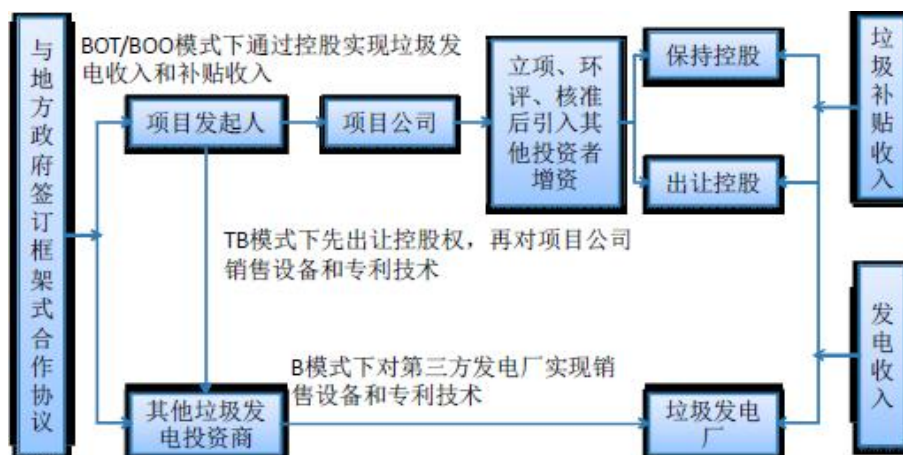 与地方政府签订框架式合作协议
BOT/BOO模式下通过控股实现垃圾发
电收入和补贴收入
项目发起人
项目公司
立项、环
评、核准
后引入其
他投资者
增资
保持控股
出让控股
垃圾补贴收入
TB模式下先出让控股权，再对项目公司
销售设备和专利技术
B模式下对第三方发电厂实现销
售设备和专利技术
其他垃圾发
电投资商
垃圾发电
厂
发电收入